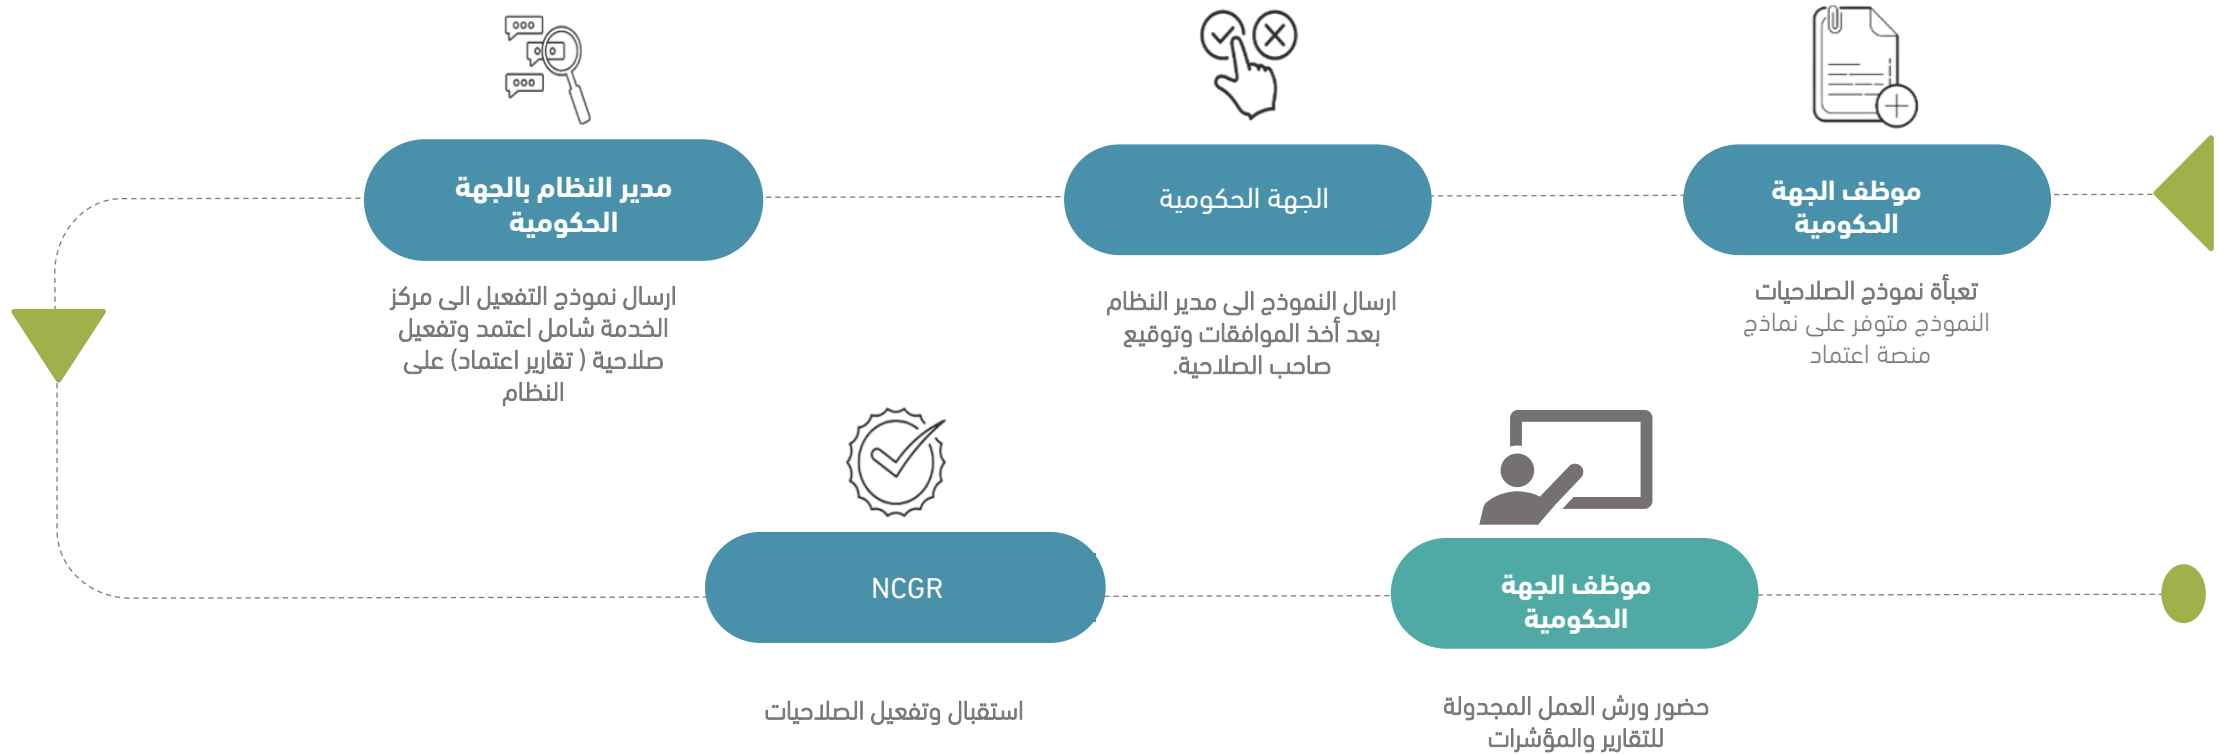 موظف الجهة
الحكومية
تعبأة نموذج الصلاحيات
النموذج متوفر على نماذج
منصة اعتماد
الجهة الحكومية
ارسال النموذج الى مدير النظام
بعد أخذ الموافقات وتوقيع
صاحب الصلاحية.
مدير النظام بالجهة
الحكومية
ارسال نموذج التفعيل الى مركز
الخدمة شامل اعتمد وتفعيل
صلاحية ( تقارير اعتماد) على
النظام
NCGR
استقبال وتفعيل الصلاحيات
موظف الجهة
الحكومية
حضور ورش العمل المجدولة
للتقارير والمؤشرات